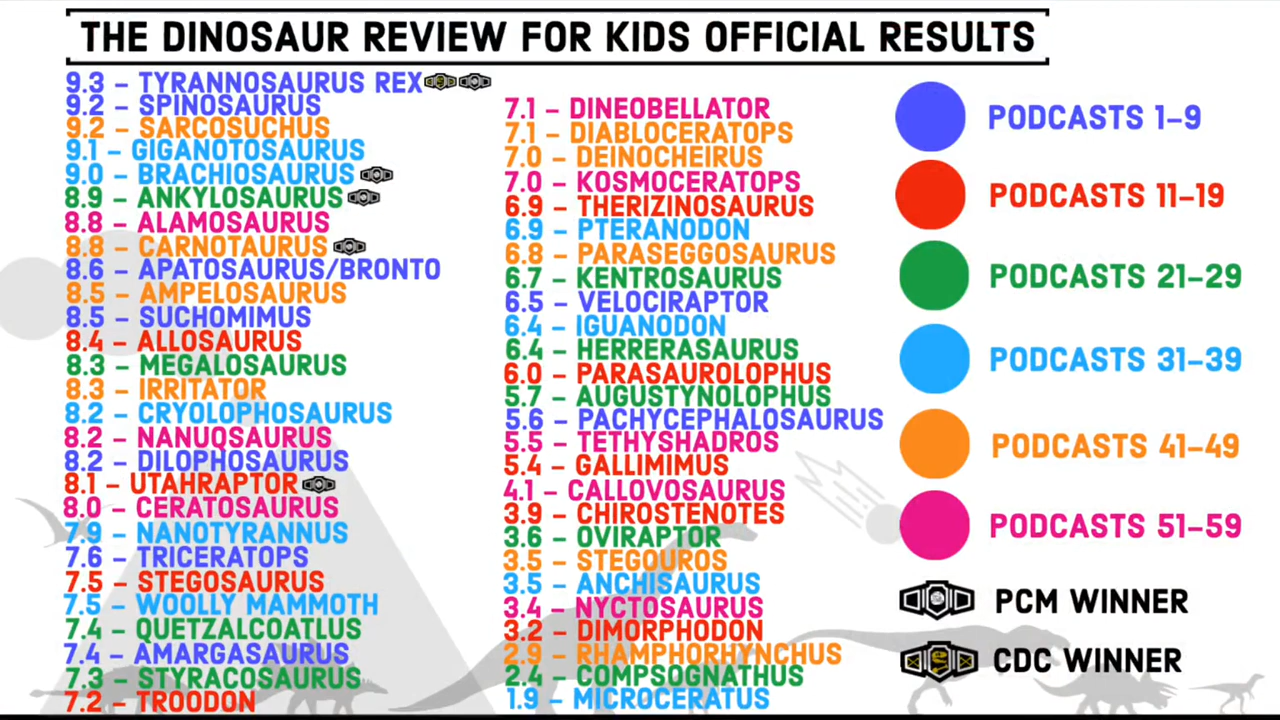 THE DINOSAUR REVIEW FOR KIDS OFFICIAL RESULTS
9.3 – TYRANNOSAURUS REX
9.2 – SPINOSAURUS
9.2 – SARCOSUCHUS
9.1 – GIGANOTOSAURUS
9.0 – BRACHIOSAURUS
8.9 – ANKYLOSAURUS
8.8 – ALAMOSAURUS
8.8 – CARNOTAURUS
8.6 – APATOSAURUS/BRONTO
8.5 – AMPELOSAURUS
8.5 – SUCHOMIMUS
8.4 – ALLOSAURUS
8.3 – MEGALOSAURUS
8.3 – IRRITATOR
8.2 – CRYOLOPHOSAURUS
8.2 – NANUQSAURUS
8.2 – DILOPHOSAURUS
8.1 – UTAHRAPTOR
8.0 – CERATOSAURUS
7.9 – NANOTYRANNUS
7.6 – TRICERATOPS
7.5 – STEGOSAURUS
7.5 – WOOLLY MAMMOTH
7.4 – QUETZALCOATLUS
7.4 – AMARGASAURUS
7.3 – STYRACOSAURUS
7.2 – TROODON
7.1 – DINEOBELLATOR
7.1 – DIABLOCERATOPS
7.0 – DEINOCHEIRUS
7.0 – KOSMOCERATOPS
6.9 – THERIZINOSAURUS
6.9 – PTERANODON
6.8 – PARASEGGOSAURUS
6.7 – KENTROSAURUS
6.5 – VELOCIRAPTOR
6.4 – IGUANODON
6.4 – HERRERASAURUS
6.0 – PARASAUROLOPHUS
5.7 – AUGUSTYNOLOPHUS
5.6 – PACHYCEPHALOSAURUS
5.5 – TETHYSHADROS
5.4 – GALLIMIMUS
4.1 – CALLOVOSAURUS
3.9 – CHIROSTENOTES
3.6 – OVIRAPTOR
3.5 – STEGOUROS
3.5 – ANCHISAURUS
3.4 – NYCTOSAURUS
3.2 – DIMORPHODON
2.9 – RHAMPHORHYNCHUS
2.4 – COMPSOGNATHUS
1.9 – MICROCERATUS
PODCASTS 1–9
PODCASTS 11–19
PODCASTS 21–29
PODCASTS 31–39
PODCASTS 41–49
PODCASTS 51–59
PCM WINNER
CDC WINNER